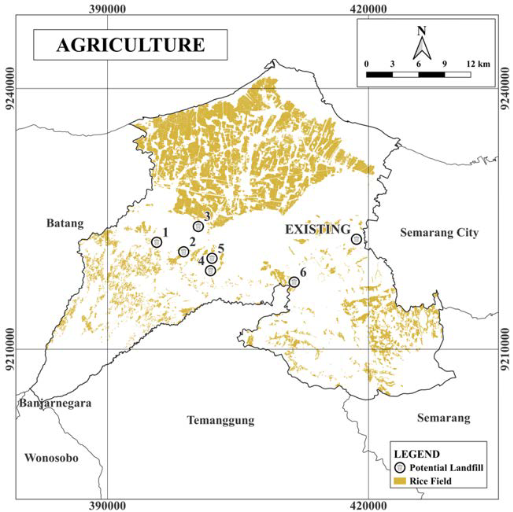 390000
420000
AGRICULTURE
N
0 3 6 9 12 km
9240000
9240000
Batang
3
1
2
5
4
6
EXISTING
Semarang City
9210000
9210000
Banjarnegara
Temanggung
Semarang
Wonosobo
LEGEND
Potential Landfill
Rice Field
390000
420000